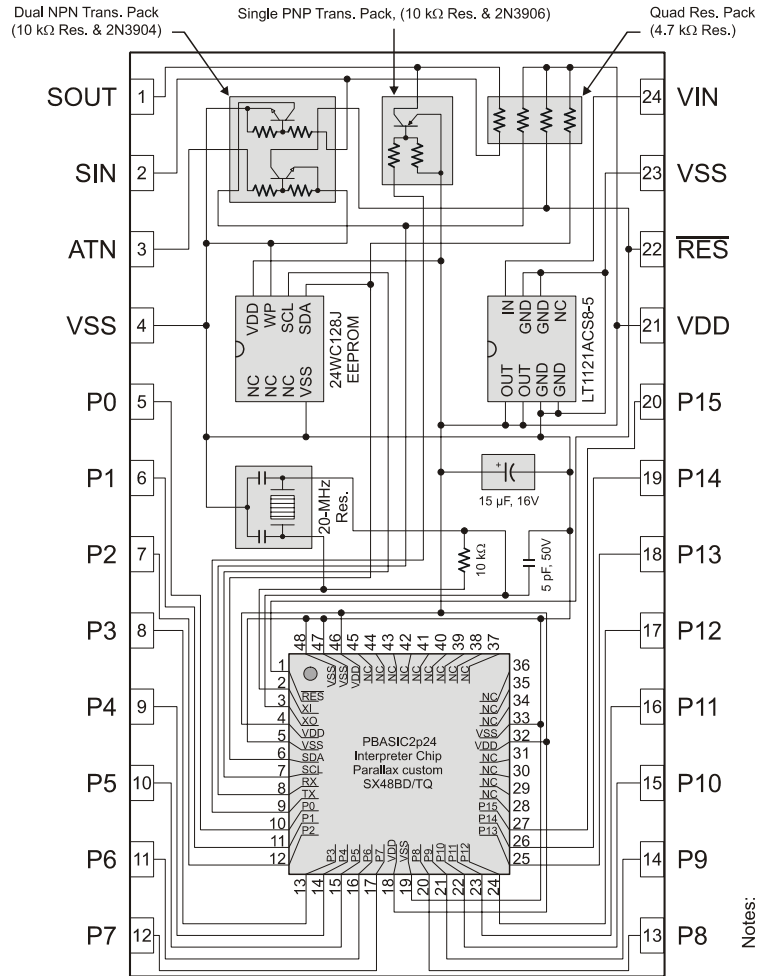 Dual NPN Trans. Pack
(10 kΩ Res. & 2N3904)
Single PNP Trans. Pack, (10 kΩ Res. & 2N3906)
Quad Res. Pack
(4.7 kΩ Res.)
SOUT 1
SIN 2
ATN 3
VSS 4
P0 5
P1 6
P2 7
P3 8
P4 9
P5 10
P6 11
P7 12
24 VIN
23 VSS
22 RES
21 VDD
20 P15
19 P14
18 P13
17 P12
16 P11
15 P10
14 P9
13 P8
VDD
WP
SCL
SDA
NC
NC
NC
VSS
24WC128J
EEPROM
IN
GND
GND
NC
OUT
OUT
GND
GND
LT1121ACS8-5
20-MHz
Res.
+
15 µF, 16V
10 kΩ
5 pF, 50V
48 47 46 45 44 43 42 41 40 39 38 37
VSS VSS VDD NC NC NC NC NC NC NC
1
2
3
4
5
6
7
8
9
10
11
12
RES
XI
XO
VDD
VSS
SDA
SCL
RX
TX
P0
P1
P2
PBASIC2p24
Interpreter Chip
Parallax custom
SX48BD/TQ
36
35
34
33
32
31
30
29
28
27
26
25
NC
NC
NC
VSS
VDD
NC
NC
NC
NC
P15
P14
P13
P3 P4 P5 P6 P7 VDD VSS P8 P9 P10 P11 P12
13 14 15 16 17 18 19 20 21 22 23 24
Notes: